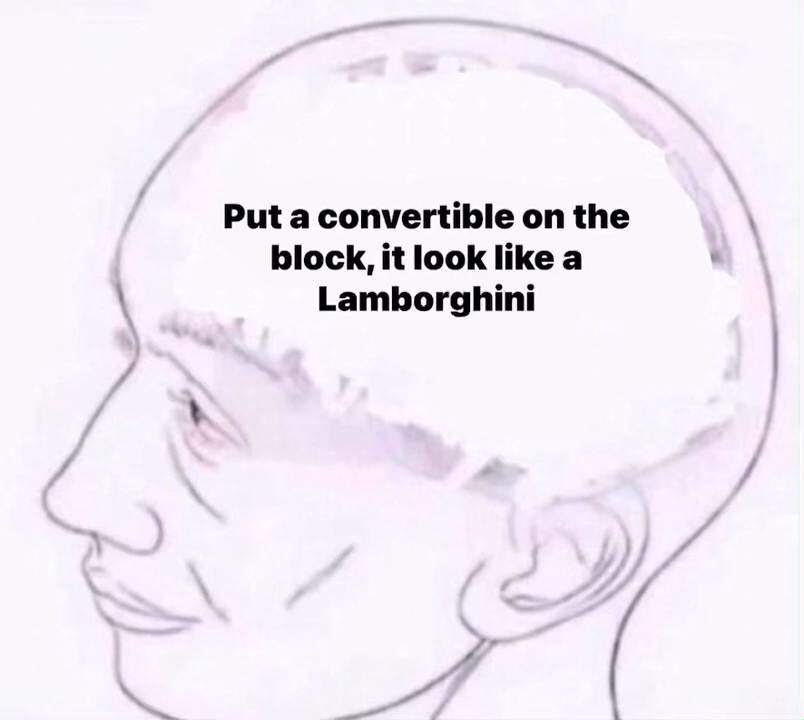 Put a convertible on the
block, it look like a
Lamborghini